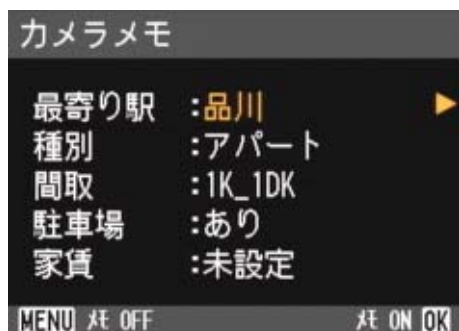 カメラメモ
最寄り駅 :品川
種別 :アパート
間取 :1K_1DK
駐車場 :あり
家賃 :未設定
MENU ﾒﾓ OFF ﾒﾓ ON OK